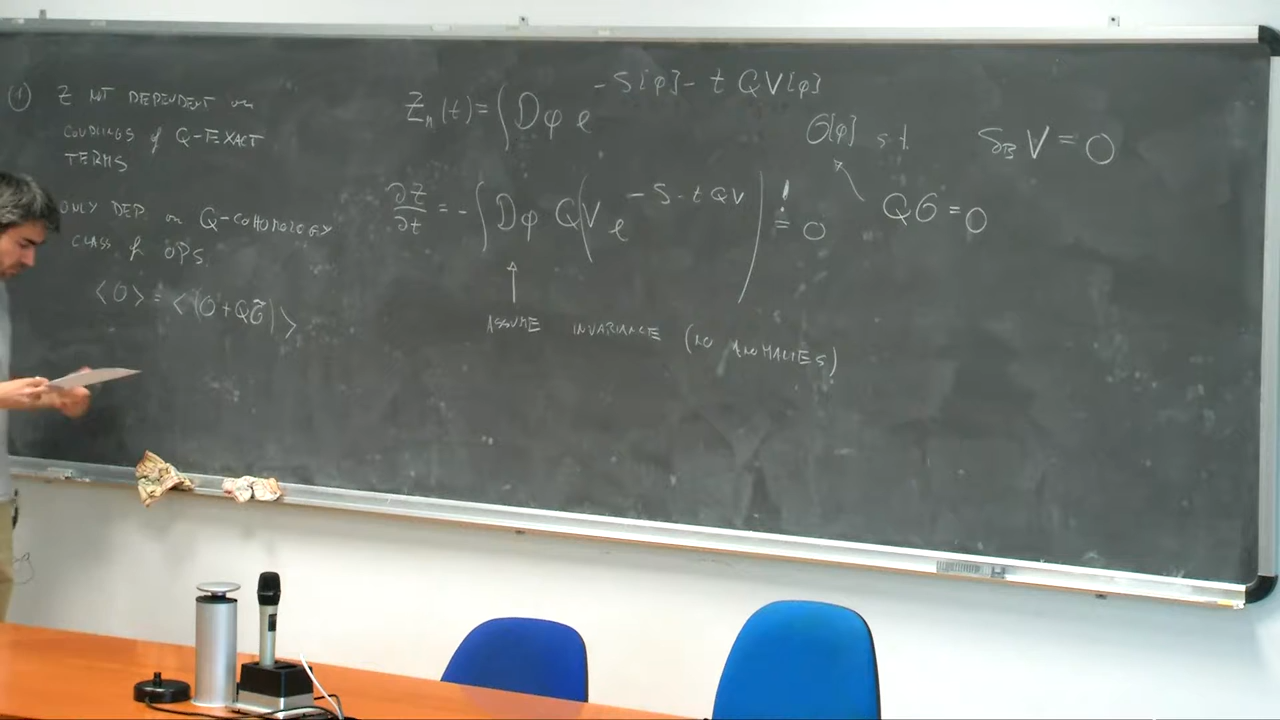 (1) Z NOT DEPENDENT on
COUPLINGS of Q-EXACT
TERMS
ONLY DEP. on Q-COHOMOLOGY
CLASS of OPS.
<O> = <(O+QÕ)>
Z_n(t) = ∫Dφ e^{-S[φ] - t QV[φ]}
∂Z/∂t = -∫Dφ Q(V e^{-S-tQV}) =! 0
↑
ASSUME INVARIANCE (NO ANOMALIES)
O[φ] s.t. δ_B V = 0
QO = 0